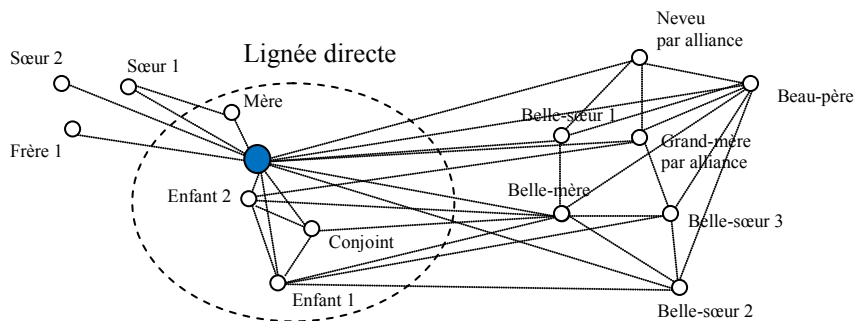 Neveu
par alliance
Lignée directe
Sœur 2
Sœur 1
Beau-père
Mère
Belle-sœur 1
Frère 1
Grand-mère
par alliance
Enfant 2
Belle-mère
Belle-sœur 3
Conjoint
Enfant 1
Belle-sœur 2